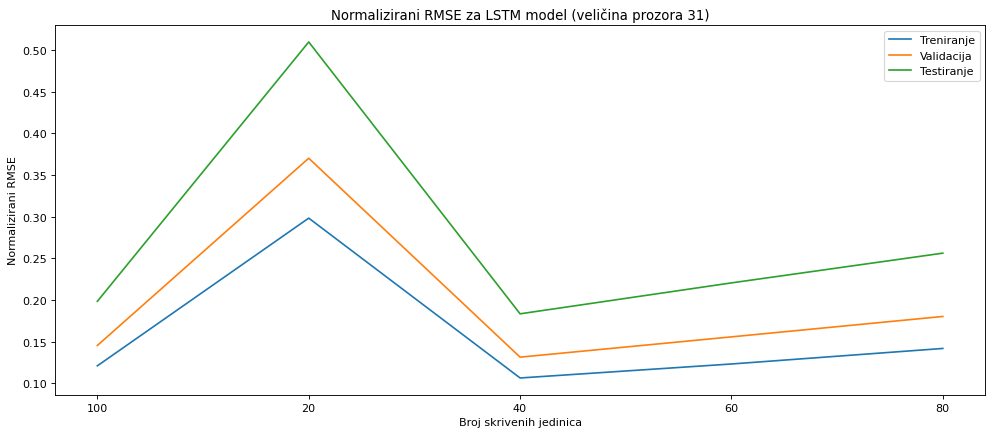 Normalizirani RMSE za LSTM model (veličina prozora 31)
Treniranje
Validacija
Testiranje
Normalizirani RMSE
0.50
0.45
0.40
0.35
0.30
0.25
0.20
0.15
0.10
100 20 40 60 80
Broj skrivenih jedinica